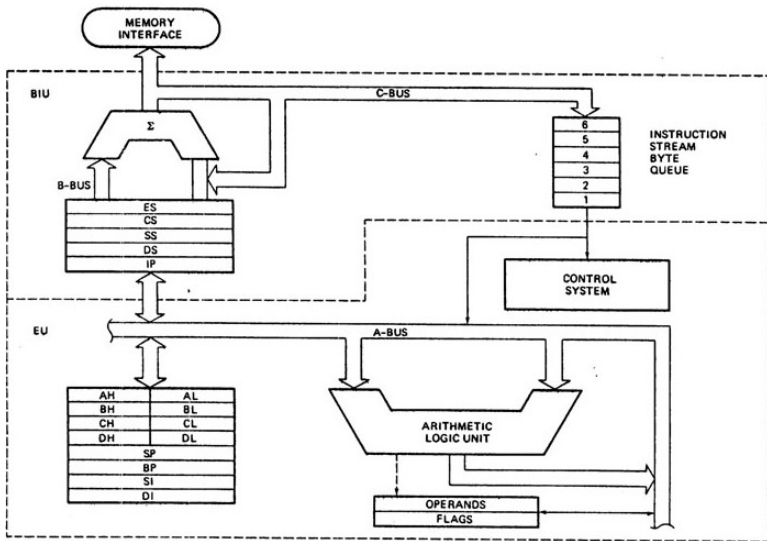 MEMORY
INTERFACE
BIU
C-BUS
Σ
B-BUS
6
5
4
3
2
1
INSTRUCTION
STREAM
BYTE
QUEUE
ES
CS
SS
DS
IP
CONTROL
SYSTEM
EU
A-BUS
AH AL
BH BL
CH CL
DH DL
SP
BP
SI
DI
ARITHMETIC
LOGIC UNIT
OPERANDS
FLAGS